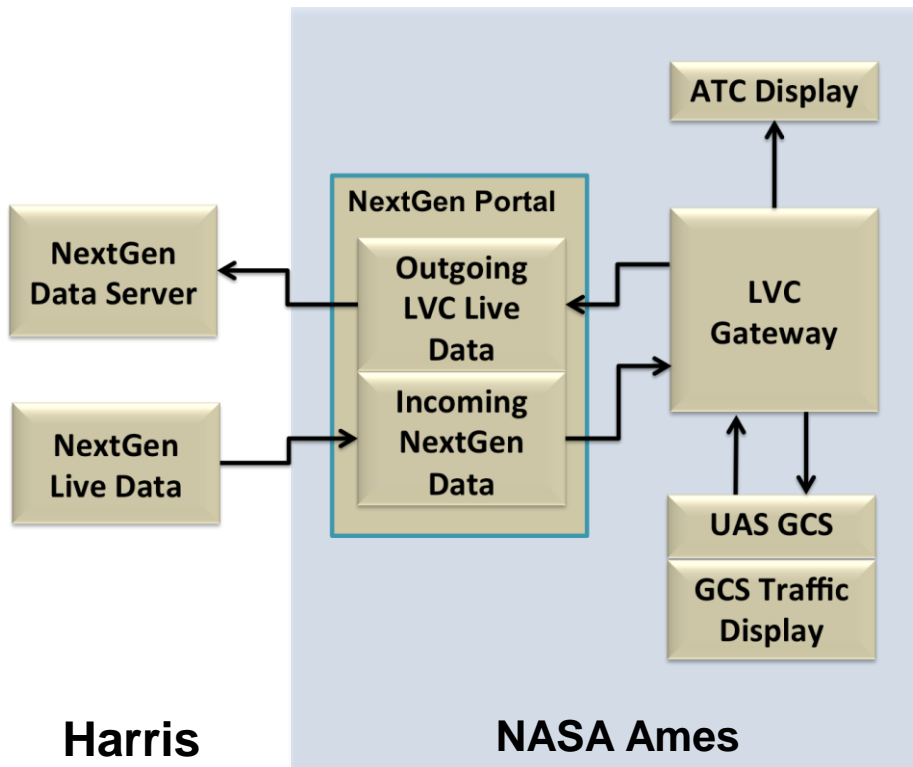 ATC Display
NextGen Portal
NextGen
Data Server
Outgoing
LVC Live
Data
LVC
Gateway
NextGen
Live Data
Incoming
NextGen
Data
UAS GCS
GCS Traffic
Display
Harris
NASA Ames